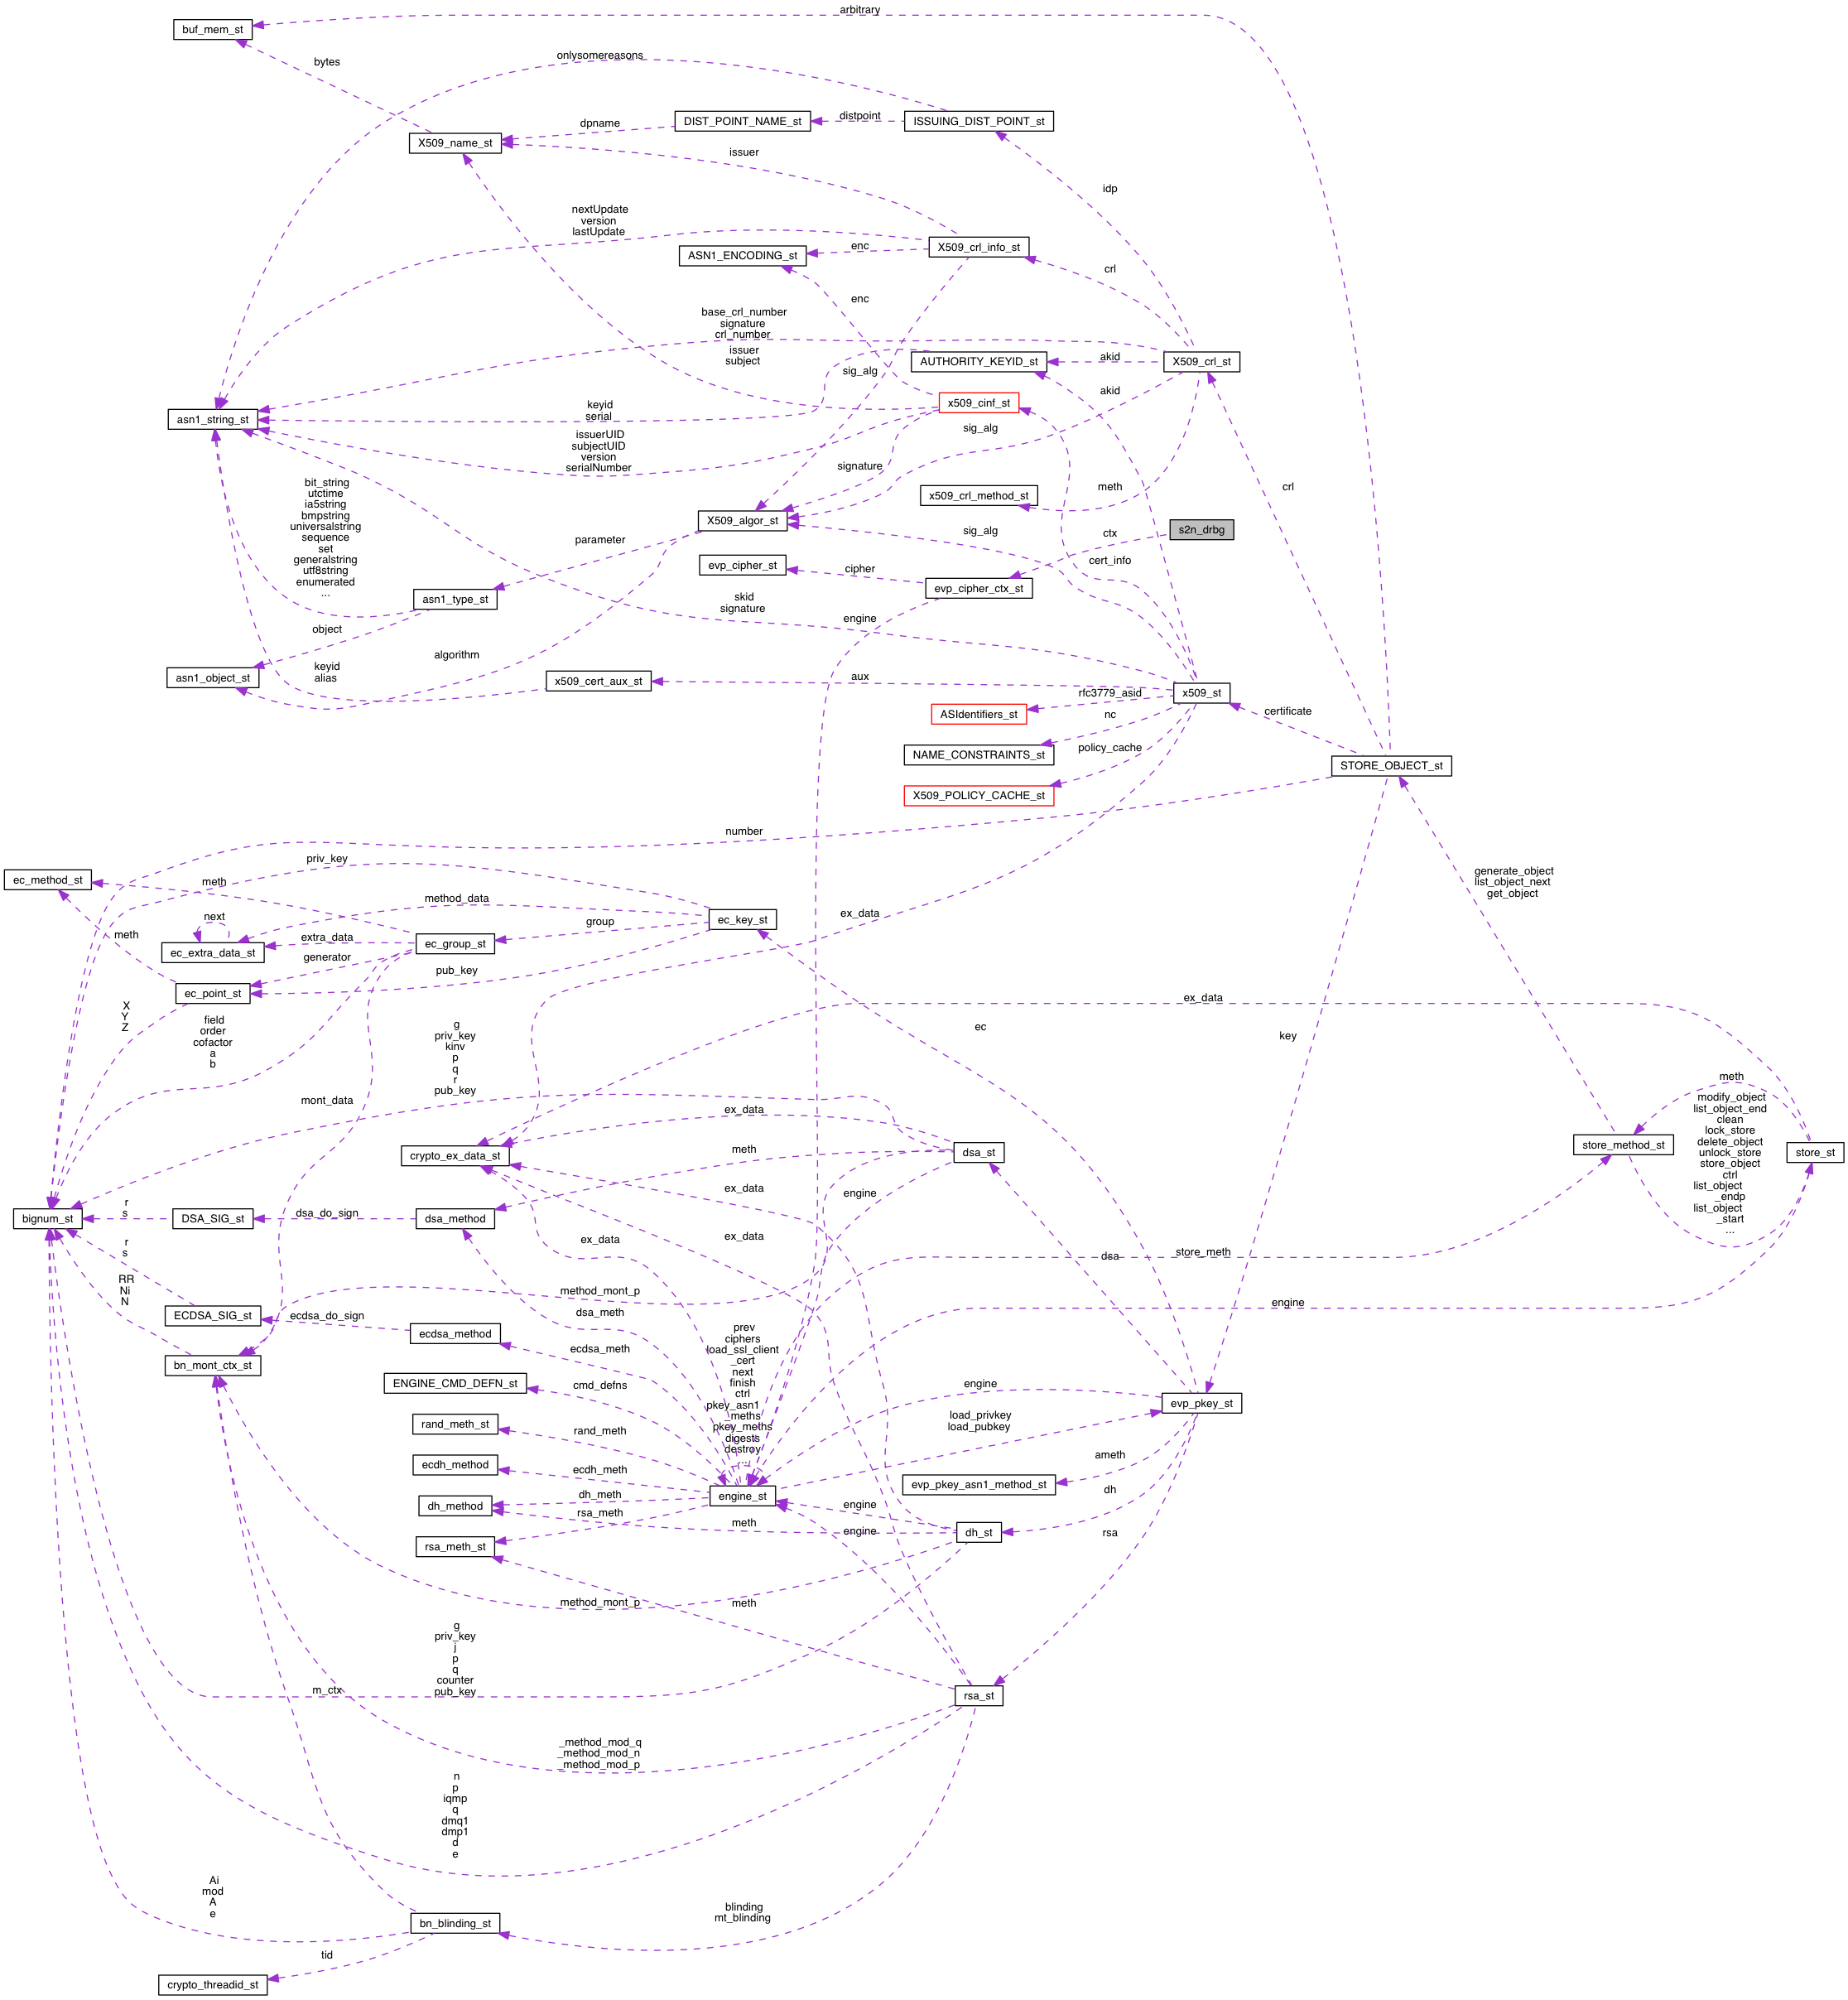 arbitrary
buf_mem_st
onlysomereasons
bytes
DIST_POINT_NAME_st
distpoint
ISSUING_DIST_POINT_st
dpname
X509_name_st
issuer
idp
nextUpdate
version
lastUpdate
X509_crl_info_st
enc
ASN1_ENCODING_st
crl
enc
base_crl_number
signature
crl_number
issuer
subject
AUTHORITY_KEYID_st
akid
X509_crl_st
sig_alg
akid
keyid
serial
x509_cinf_st
asn1_string_st
sig_alg
issuerUID
subjectUID
version
serialNumber
signature
bit_string
utctime
ia5string
bmpstring
universalstring
sequence
set
generalstring
utf8string
enumerated
...
meth
x509_crl_method_st
crl
X509_algor_st
sig_alg
ctx
s2n_drbg
parameter
evp_cipher_st
cipher
cert_info
evp_cipher_ctx_st
asn1_type_st
skid
signature
engine
object
algorithm
asn1_object_st
keyid
alias
x509_cert_aux_st
aux
x509_st
rfc3779_asid
ASIdentifiers_st
nc
certificate
NAME_CONSTRAINTS_st
policy_cache
STORE_OBJECT_st
X509_POLICY_CACHE_st
number
priv_key
ec_method_st
meth
method_data
generate_object
list_object_next
get_object
next
ec_key_st
group
ex_data
meth
extra_data
ec_group_st
ec_extra_data_st
generator
pub_key
ec_point_st
ex_data
X
Y
Z
field
order
cofactor
a
b
g
priv_key
kinv
p
q
r
pub_key
ec
key
mont_data
meth
modify_object
list_object_end
clean
lock_store
delete_object
unlock_store
store_object
ctrl
list_object
_endp
list_object
_start
...
ex_data
store_method_st
store_st
crypto_ex_data_st
dsa_st
meth
ex_data
engine
r
s
bignum_st
DSA_SIG_st
dsa_do_sign
dsa_method
ex_data
ex_data
store_meth
dsa
r
s
RR
Ni
N
method_mont_p
engine
ECDSA_SIG_st
ecdsa_do_sign
dsa_meth
ecdsa_method
prev
ciphers
load_ssl_client
_cert
next
finish
ctrl
pkey_asn1
_meths
pkey_meths
digests
destroy
...
ecdsa_meth
bn_mont_ctx_st
ENGINE_CMD_DEFN_st
cmd_defns
engine
evp_pkey_st
rand_meth_st
rand_meth
load_privkey
load_pubkey
ecdh_method
ecdh_meth
ameth
evp_pkey_asn1_method_st
engine_st
dh
dh_method
dh_meth
engine
rsa_meth
meth
engine
dh_st
rsa
rsa_meth_st
method_mont_p
meth
g
priv_key
j
p
q
counter
pub_key
m_ctx
rsa_st
_method_mod_q
_method_mod_n
_method_mod_p
n
p
iqmp
q
dmq1
dmp1
d
e
Ai
mod
A
e
blinding
mt_blinding
bn_blinding_st
tid
crypto_threadid_st